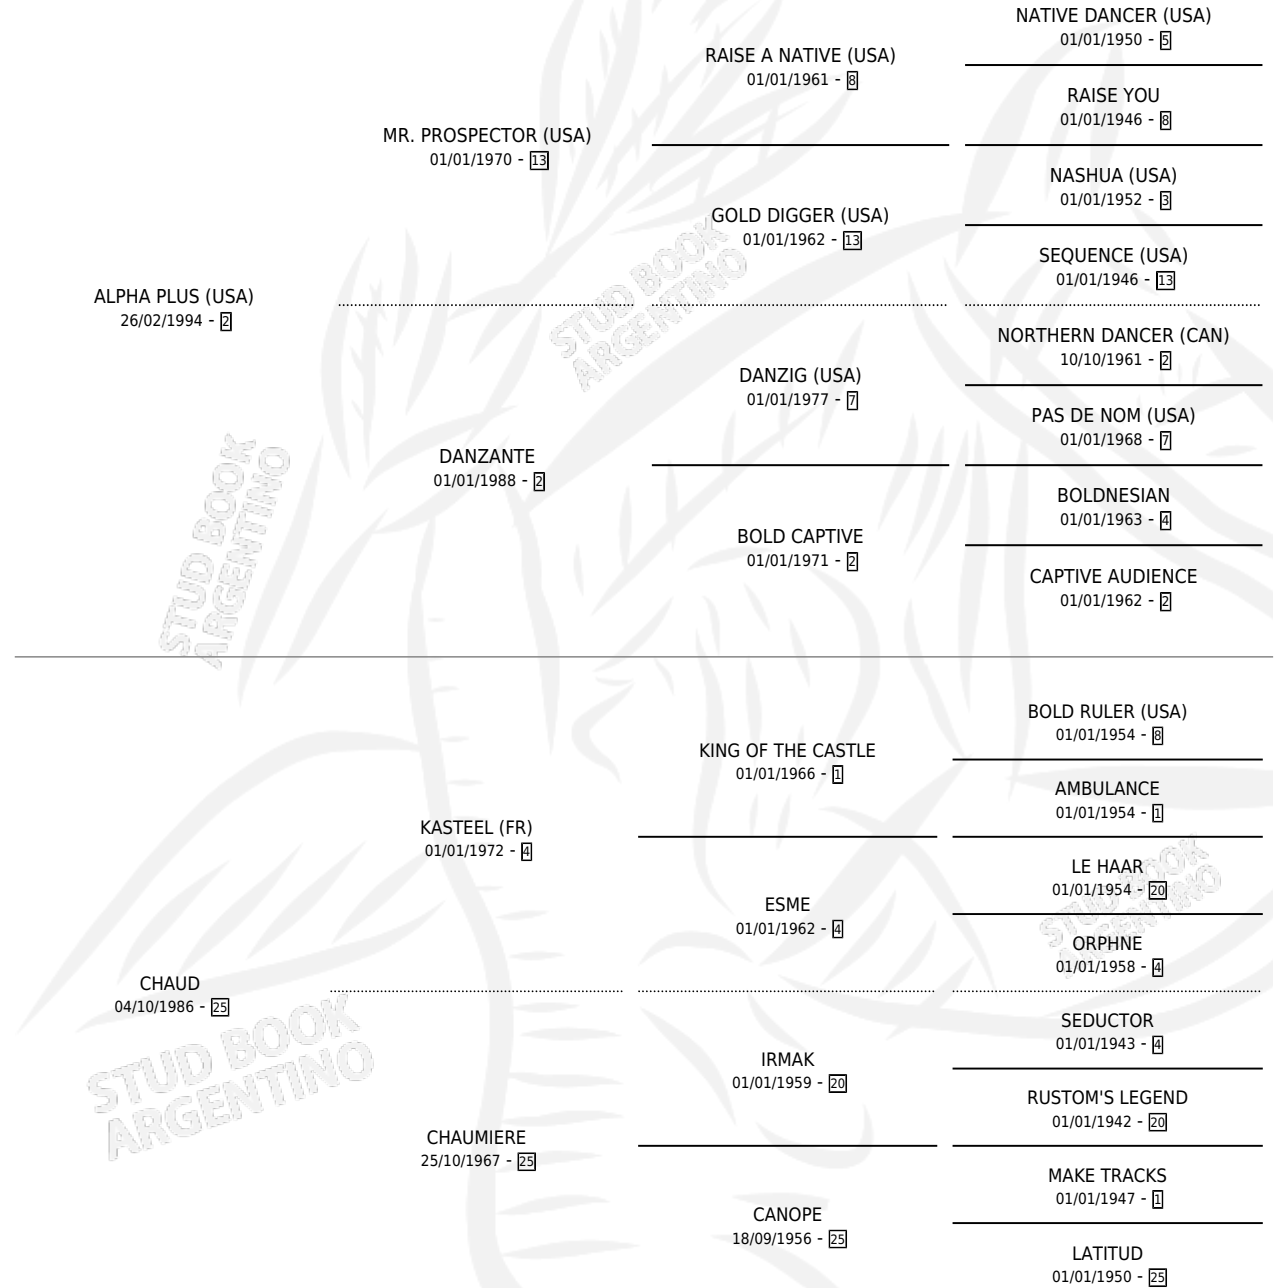 NATIVE DANCER (USA)
01/01/1950 - 5
RAISE A NATIVE (USA)
01/01/1961 - 8
RAISE YOU
01/01/1946 - 8
MR. PROSPECTOR (USA)
01/01/1970 - 13
NASHUA (USA)
01/01/1952 - 3
GOLD DIGGER (USA)
01/01/1962 - 13
SEQUENCE (USA)
01/01/1946 - 13
ALPHA PLUS (USA)
26/02/1994 - 2
STUD BOOK
ARGENTINO
NORTHERN DANCER (CAN)
10/10/1961 - 2
DANZIG (USA)
01/01/1977 - 7
PAS DE NOM (USA)
01/01/1968 - 7
DANZANTE
01/01/1988 - 2
BOLDNESIAN
01/01/1963 - 4
BOLD CAPTIVE
01/01/1971 - 2
CAPTIVE AUDIENCE
01/01/1962 - 2
STUD BOOK
ARGENTINO
BOLD RULER (USA)
01/01/1954 - 8
KING OF THE CASTLE
01/01/1966 - 1
AMBULANCE
01/01/1954 - 1
KASTEEL (FR)
01/01/1972 - 4
LE HAAR
01/01/1954 - 20
ESME
01/01/1962 - 4
STUD BOOK
ARGENTINO
ORPHNE
01/01/1958 - 4
CHAUD
04/10/1986 - 25
SEDUCTOR
01/01/1943 - 4
IRMAK
01/01/1959 - 20
RUSTOM'S LEGEND
01/01/1942 - 20
STUD BOOK
ARGENTINO
CHAUMIERE
25/10/1967 - 25
MAKE TRACKS
01/01/1947 - 1
CANOPE
18/09/1956 - 25
LATITUD
01/01/1950 - 25